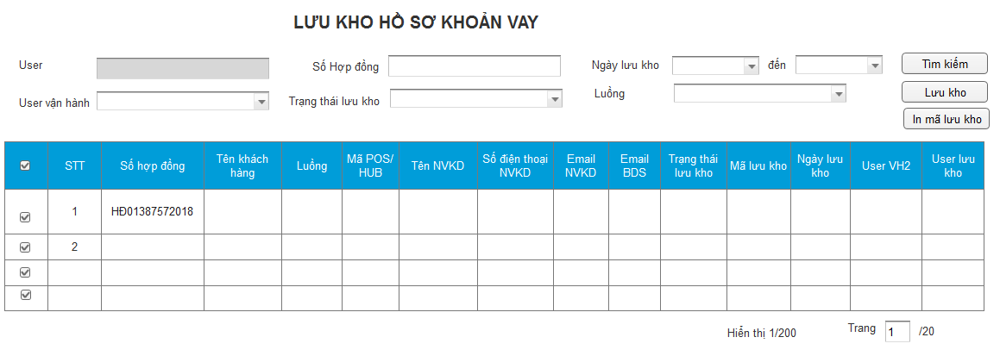 LƯU KHO HỒ SƠ KHOẢN VAY
User
Số Hợp đồng
Ngày lưu kho
đến
Tìm kiếm
User vận hành
Trạng thái lưu kho
Luồng
Lưu kho
In mã lưu kho
STT
Số hợp đồng
Tên khách
hàng
Luồng
Mã POS/
HUB
Tên NVKD
Số điện thoại
NVKD
Email
NVKD
Email
BDS
Trạng thái
lưu kho
Mã lưu kho
Ngày lưu
kho
User VH2
User lưu
kho
1
HĐ01387572018
2
Hiển thị 1/200
Trang
1
/20